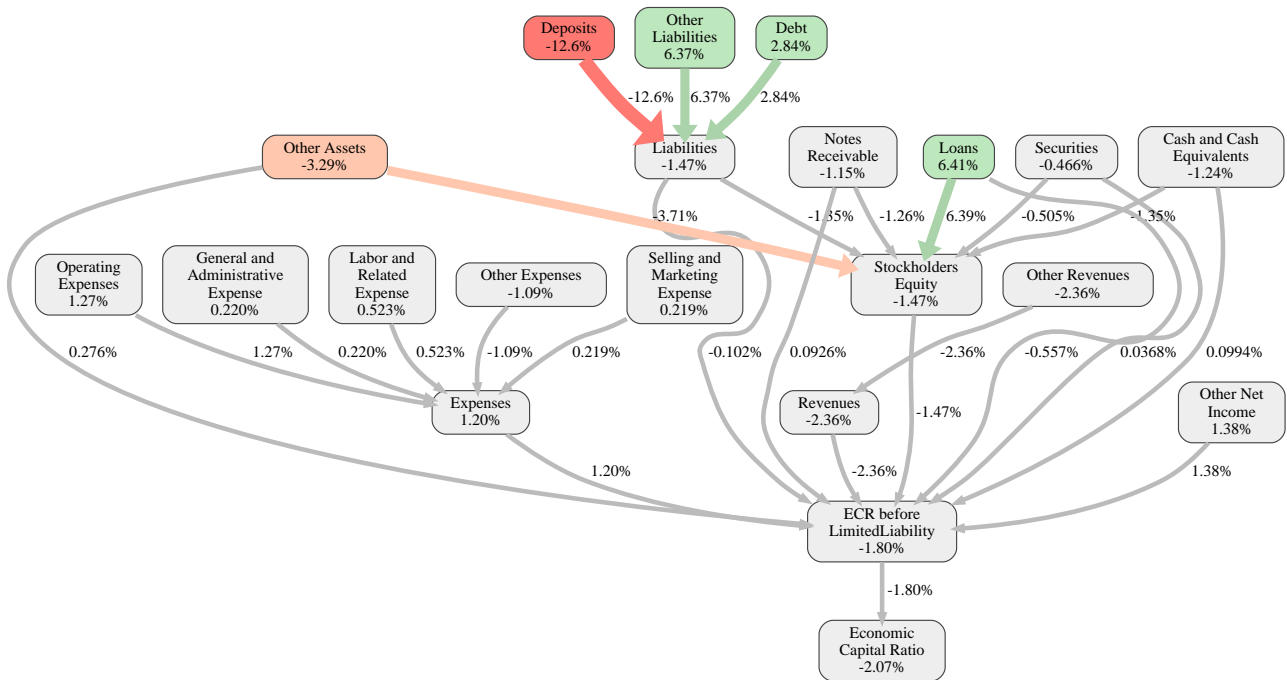 Deposits
-12.6%
Other
Liabilities
6.37%
Debt
2.84%
-12.6%
6.37%
2.84%
Other Assets
-3.29%
Liabilities
-1.47%
Notes
Receivable
-1.15%
Loans
6.41%
Securities
-0.466%
Cash and Cash
Equivalents
-1.24%
-3.71%
-1.35%
-1.26%
6.39%
-0.505%
-1.35%
Operating
Expenses
1.27%
General and
Administrative
Expense
0.220%
Labor and
Related
Expense
0.523%
Other Expenses
-1.09%
Selling and
Marketing
Expense
0.219%
Stockholders
Equity
-1.47%
Other Revenues
-2.36%
0.276%
1.27%
0.220%
0.523%
-1.09%
0.219%
-0.102%
0.0926%
-2.36%
-0.557%
0.0368%
0.0994%
Expenses
1.20%
Revenues
-2.36%
-1.47%
Other Net
Income
1.38%
1.20%
-2.36%
1.38%
ECR before
LimitedLiability
-1.80%
-1.80%
Economic
Capital Ratio
-2.07%